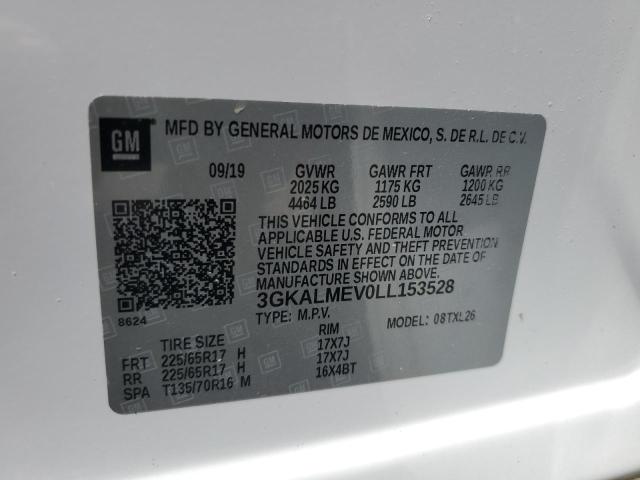 GM
MFD BY GENERAL MOTORS DE MEXICO, S. DE R.L. DE C.V.
09/19 GVWR GAWR FRT GAWR RR
2025 KG 1175 KG 1200 KG
4464 LB 2590 LB 2645 LB
THIS VEHICLE CONFORMS TO ALL
APPLICABLE U.S. FEDERAL MOTOR
VEHICLE SAFETY AND THEFT PREVENTION
STANDARDS IN EFFECT ON THE DATE OF
MANUFACTURE SHOWN ABOVE.
3GKALMEV0LL153528
8624
TYPE: M.P.V. MODEL: 08TXL26
TIRE SIZE RIM
FRT 225/65R17 H 17X7J
RR 225/65R17 H 17X7J
SPA T135/70R16 M 16X4BT